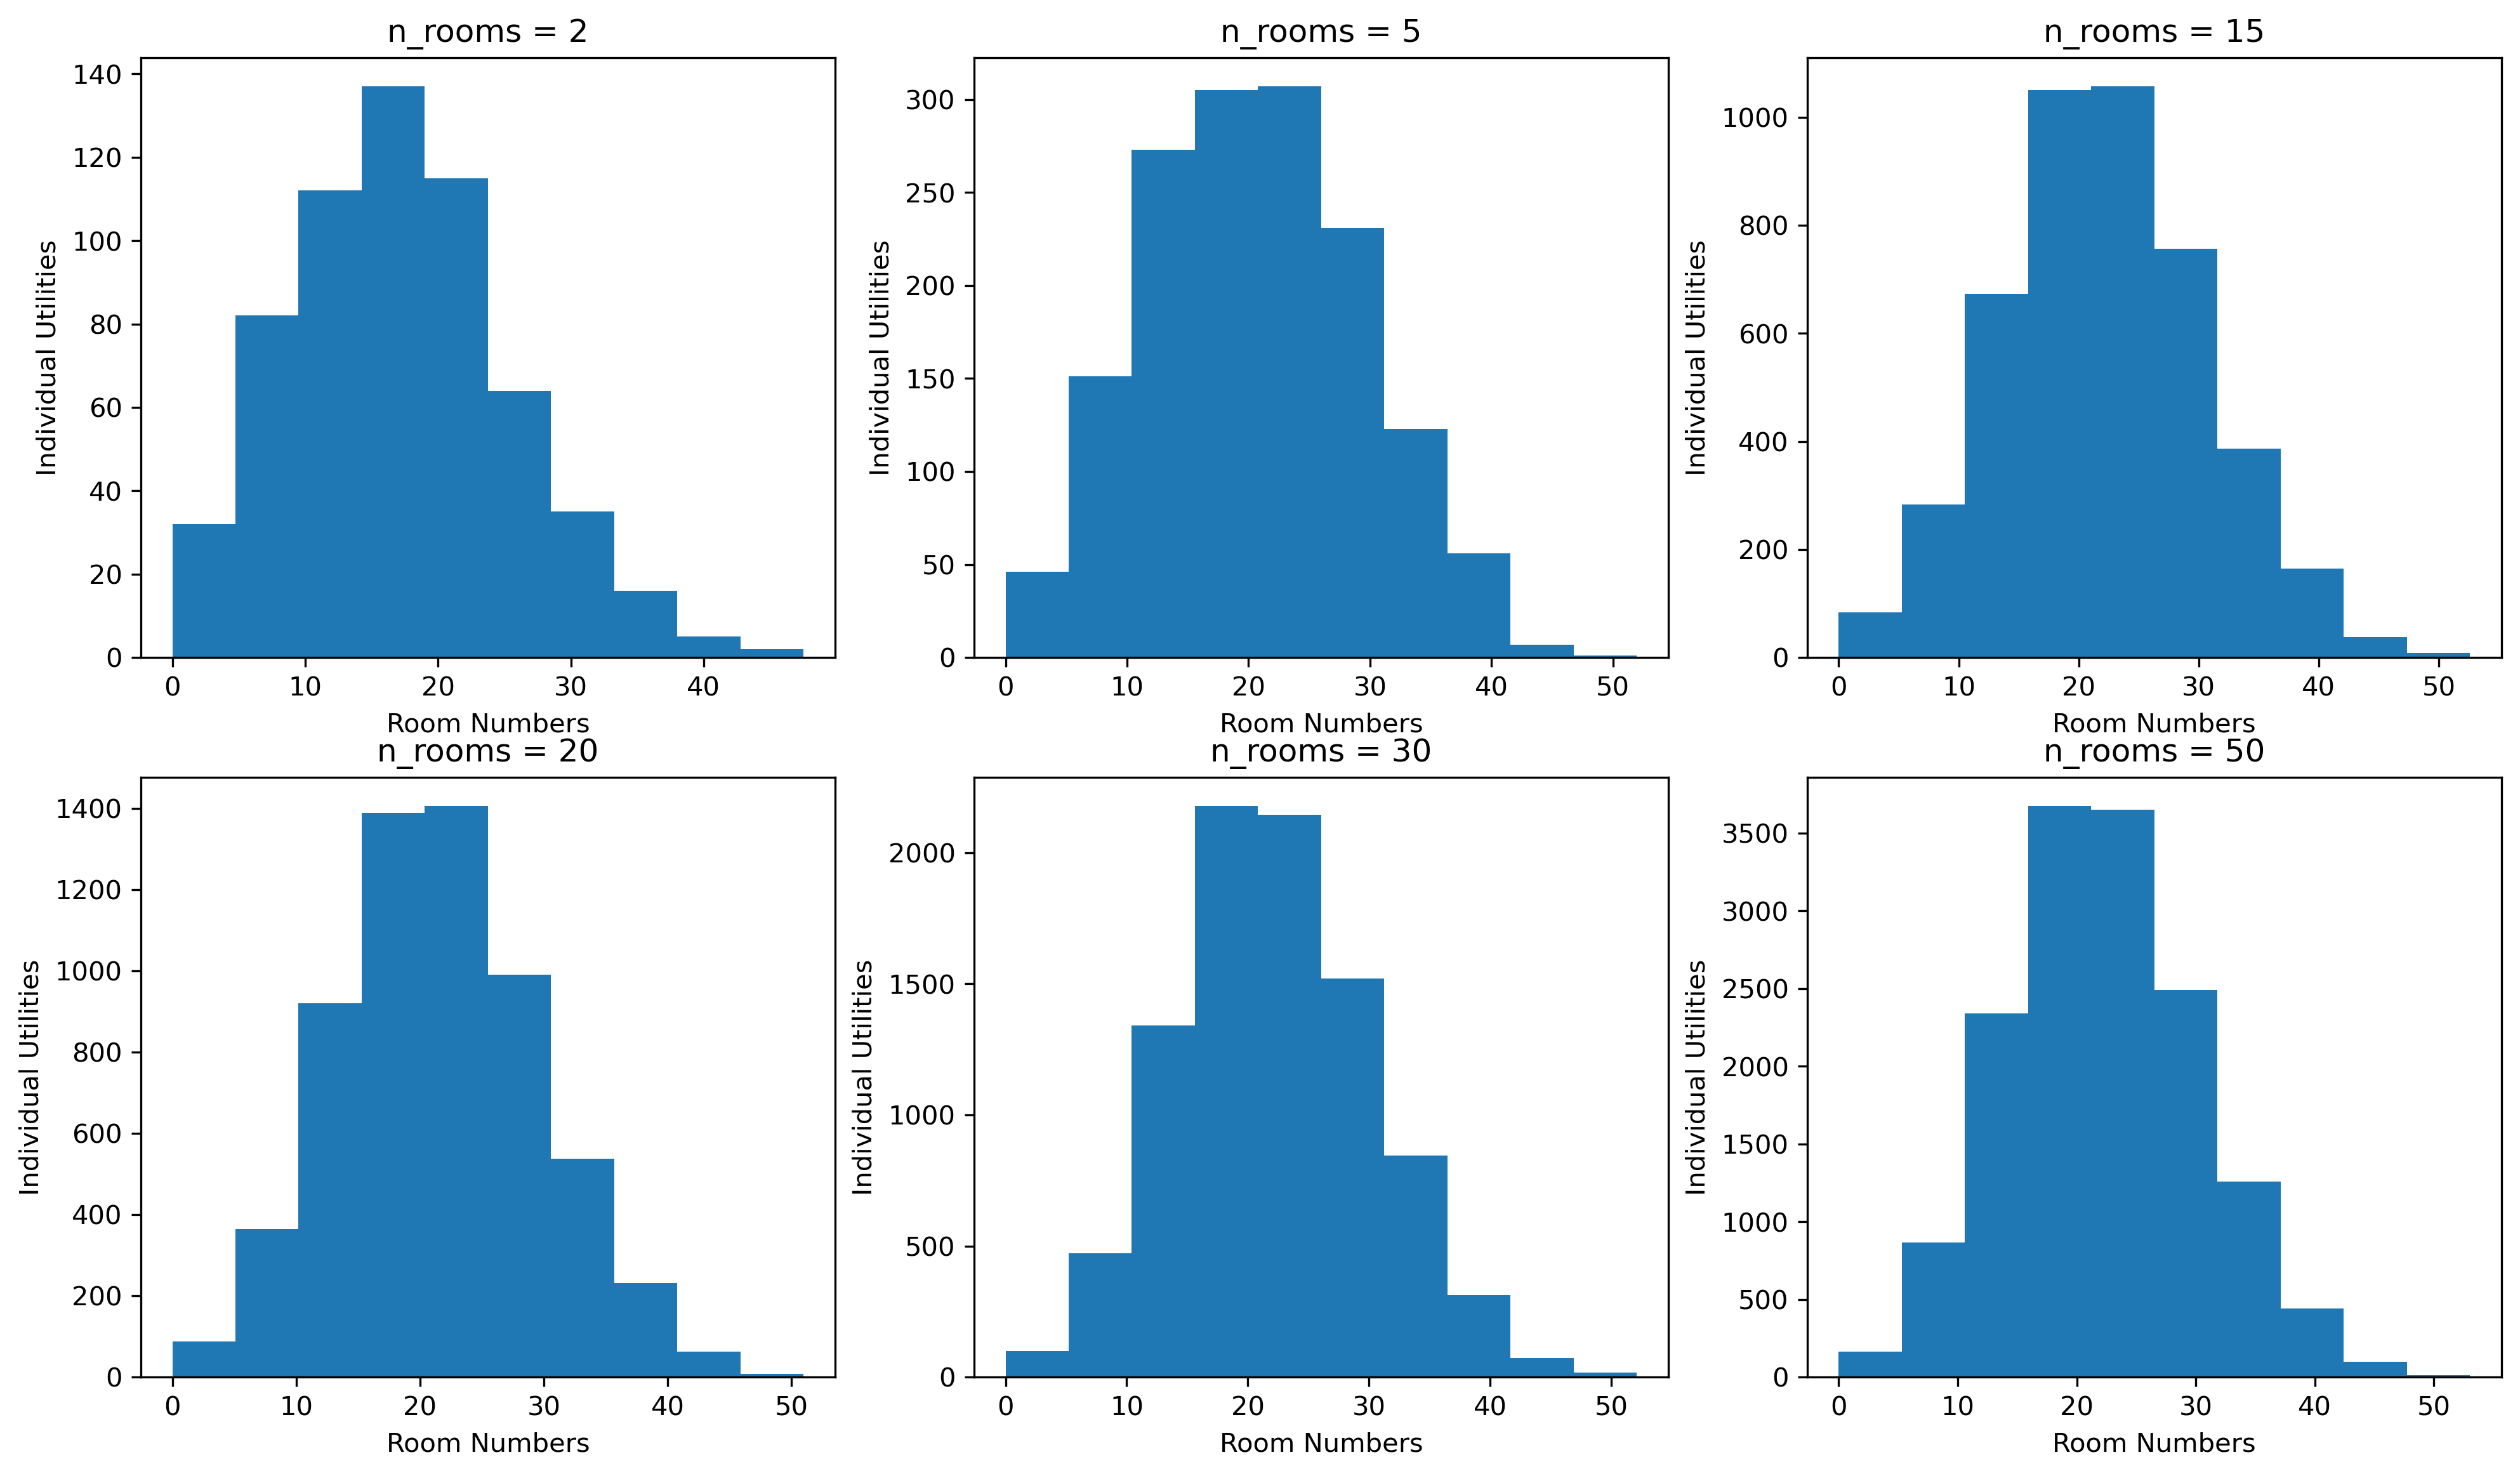 n_rooms = 2
140
120
100
80
60
40
20
0
Individual Utilities
0 10 20 30 40
Room Numbers
n_rooms = 5
300
250
200
150
100
50
0
Individual Utilities
0 10 20 30 40 50
Room Numbers
n_rooms = 15
1000
800
600
400
200
0
Individual Utilities
0 10 20 30 40 50
Room Numbers
n_rooms = 20
1400
1200
1000
800
600
400
200
0
Individual Utilities
0 10 20 30 40 50
Room Numbers
n_rooms = 30
2000
1500
1000
500
0
Individual Utilities
0 10 20 30 40 50
Room Numbers
n_rooms = 50
3500
3000
2500
2000
1500
1000
500
0
Individual Utilities
0 10 20 30 40 50
Room Numbers